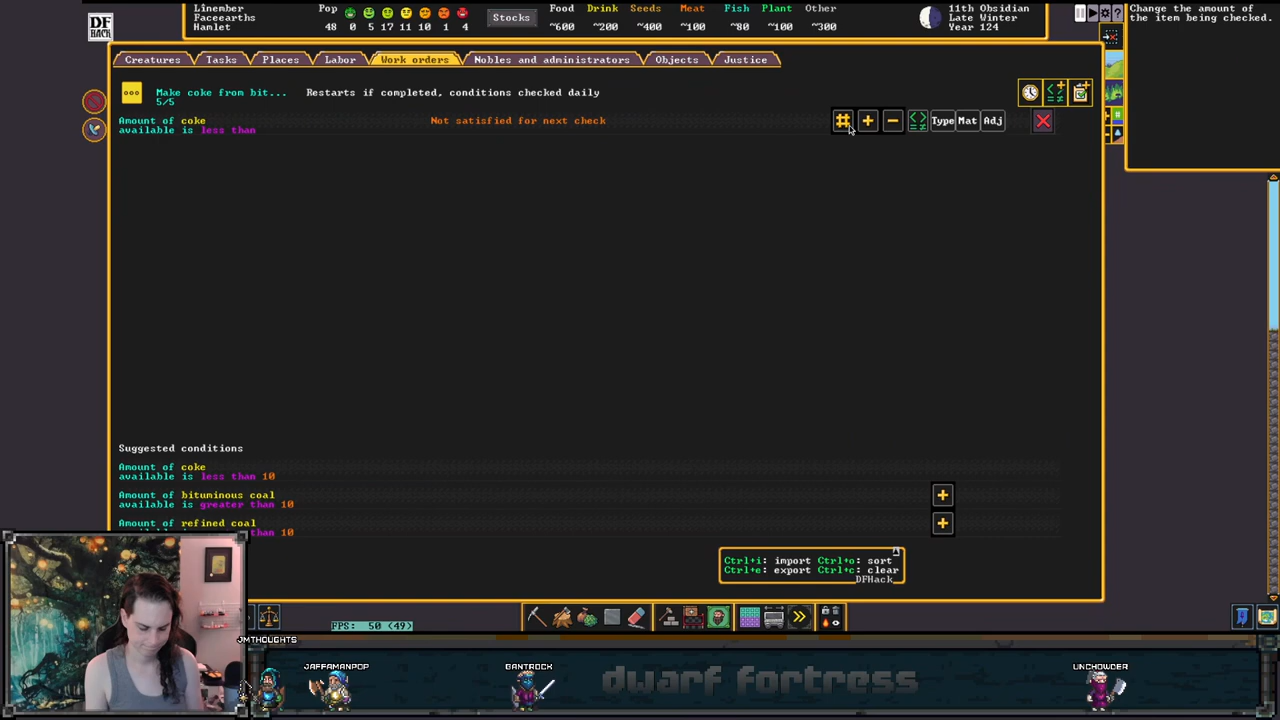 DF
HACK
Linember
Faceearths
Hamlet
Pop
48 0 5 17 11 10 1 4
Stocks
Food Drink Seeds Meat Fish Plant Other
~600 ~200 ~400 ~100 ~80 ~100 ~300
11th Obsidian
Late Winter
Year 124
Change the amount of
the item being checked.
Creatures Tasks Places Labor Work orders Nobles and administrators Objects Justice
Make coke from bit... Restarts if completed, conditions checked daily
5/5
Amount of coke
available is less than
Not satisfied for next check
Type Mat Adj
Suggested conditions
Amount of coke
available is less than 10
Amount of bituminous coal
available is greater than 10
Amount of refined coal
than 10
Ctrl+i: import Ctrl+o: sort
Ctrl+e: export Ctrl+c: clear
DFHack
FPS: 50 (49)
JMTHOUGHTS
JAFFAMANPOP
BANTROCK
UNCHOWDER
dwarf fortress